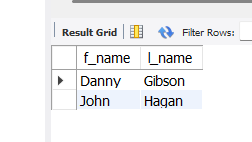 Result Grid Filter Rows:
f_name l_name
Danny Gibson
John Hagan